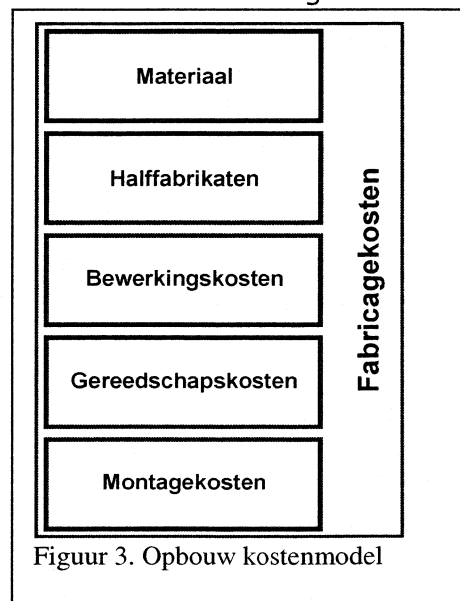 Materiaal
Halffabrikaten
Bewerkingskosten
Gereedschapskosten
Montagekosten
Fabricagekosten
Figuur 3. Opbouw kostenmodel